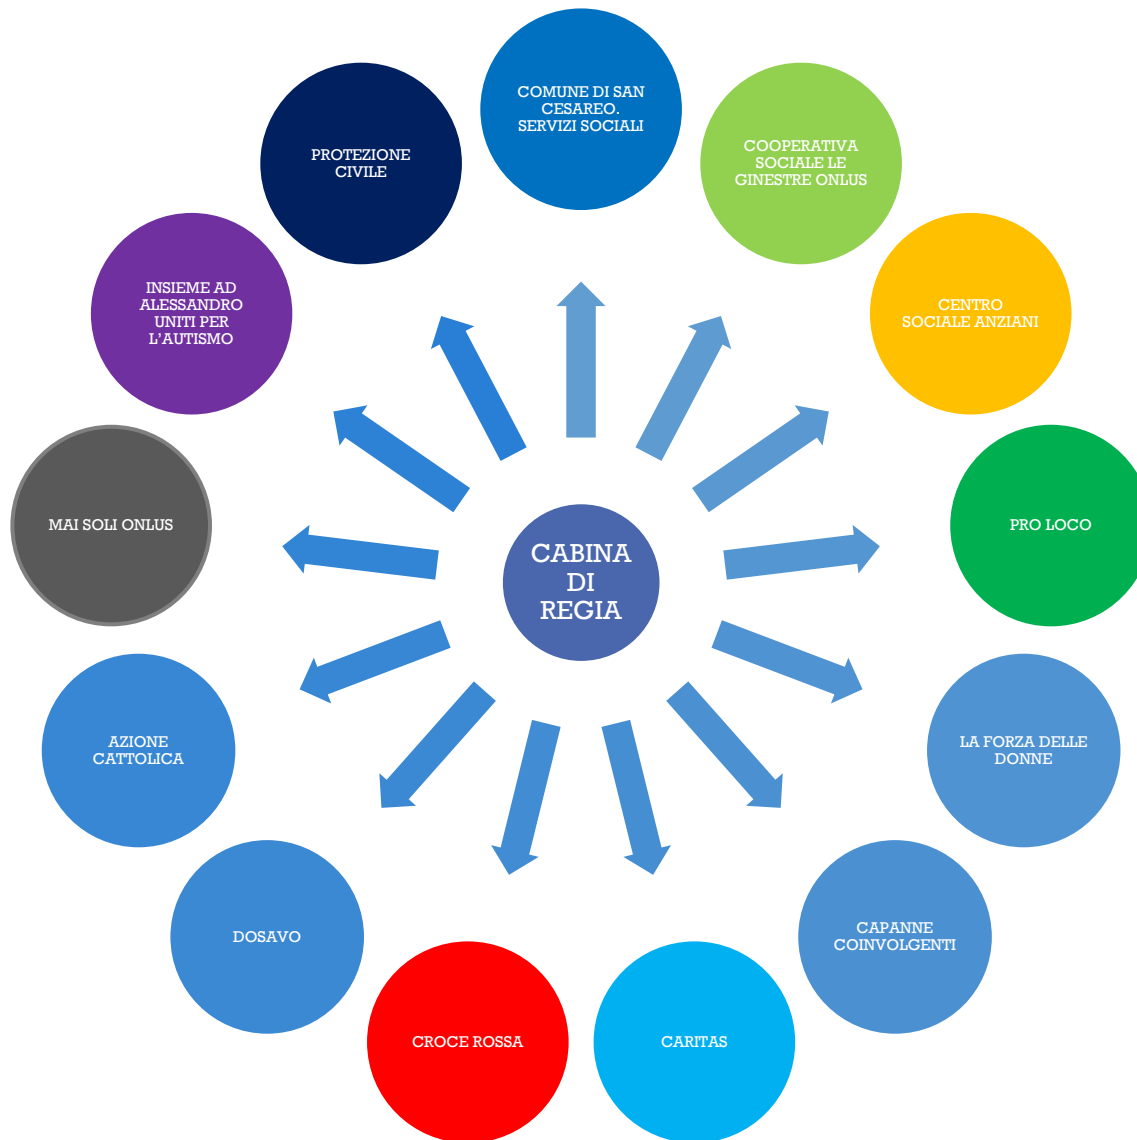 COMUNE DI SAN
CESAREO.
SERVIZI SOCIALI
COOPERATIVA
SOCIALE LE
GINESTRE ONLUS
CENTRO
SOCIALE ANZIANI
PRO LOCO
LA FORZA DELLE
DONNE
CAPANNE
COINVOLGENTI
CARITAS
CROCE ROSSA
DOSAVO
AZIONE
CATTOLICA
MAI SOLI ONLUS
INSIEME AD
ALESSANDRO
UNITI PER
L'AUTISMO
PROTEZIONE
CIVILE
CABINA
DI
REGIA